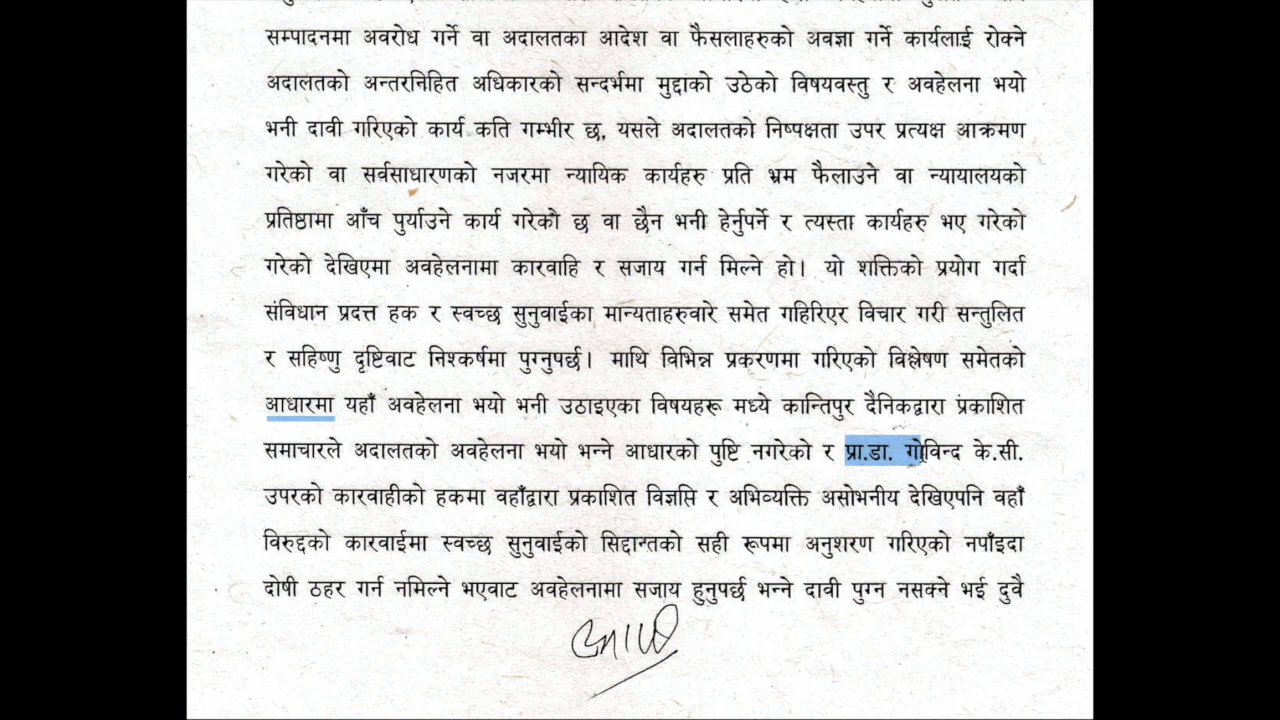 सम्पादनमा अवरोध गर्ने वा अदालतका आदेश वा फैसलाहरुको अवज्ञा गर्ने कार्यलाई रोक्ने
अदालतको अन्तरनिहित अधिकारको सन्दर्भमा मुद्दाको उठेको विषयवस्तु र अवहेलना भयो
भनी दावी गरिएको कार्य कति गम्भीर छ, यसले अदालतको निष्पक्षता उपर प्रत्यक्ष आक्रमण
गरेको वा सर्वसाधारणको नजरमा न्यायिक कार्यहरु प्रति भ्रम फैलाउने वा न्यायालयको
प्रतिष्ठामा आँच पुर्याउने कार्य गरेको छ वा छैन भनी हेर्नुपर्ने र त्यस्ता कार्यहरु भए गरेको
गरेको देखिएमा अवहेलनामा कारवाहि र सजाय गर्न मिल्ने हो। यो शक्तिको प्रयोग गर्दा
संविधान प्रदत्त हक र स्वच्छ सुनुवाईका मान्यताहरुवारे समेत गहिरिएर विचार गरी सन्तुलित
र सहिष्णु दृष्टिवाट निश्कर्षमा पुग्नुपर्छ। माथि विभिन्न प्रकरणमा गरिएको विश्लेषण समेतको
आधारमा यहाँ अवहेलना भयो भनी उठाइएका विषयहरू मध्ये कान्तिपुर दैनिकद्वारा प्रकाशित
समाचारले अदालतको अवहेलना भयो भन्ने आधारको पुष्टि नगरेको र प्रा.डा. गोविन्द के.सी.
उपरको कारवाहीको हकमा वहाँद्वारा प्रकाशित विज्ञप्ति र अभिव्यक्ति असोभनीय देखिएपनि वहाँ
विरुद्दको कारवाईमा स्वच्छ सुनुवाईको सिद्दान्तको सही रूपमा अनुशरण गरिएको नपाँइदा
दोषी ठहर गर्न नमिल्ने भएवाट अवहेलनामा सजाय हुनुपर्छ भन्ने दावी पुग्न नसक्ने भई दुवै